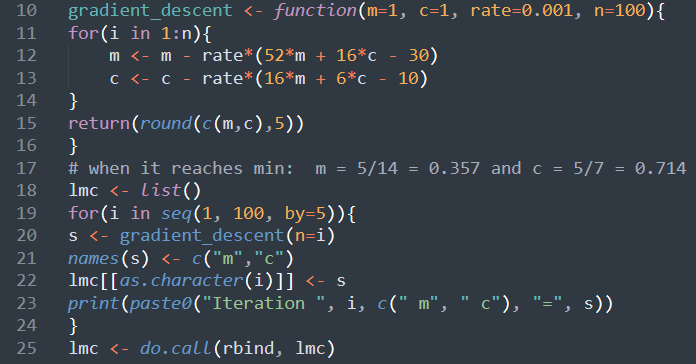 10 gradient_descent <- function(m=1, c=1, rate=0.001, n=100){
11 for(i in 1:n){
12     m <- m - rate*(52*m + 16*c - 30)
13     c <- c - rate*(16*m + 6*c - 10)
14 }
15 return(round(c(m,c),5))
16 }
17 # when it reaches min:  m = 5/14 = 0.357 and c = 5/7 = 0.714
18 lmc <- list()
19 for(i in seq(1, 100, by=5)){
20 s <- gradient_descent(n=i)
21 names(s) <- c("m","c")
22 lmc[[as.character(i)]] <- s
23 print(paste0("Iteration ", i, c(" m", " c"), "=", s))
24 }
25 lmc <- do.call(rbind, lmc)